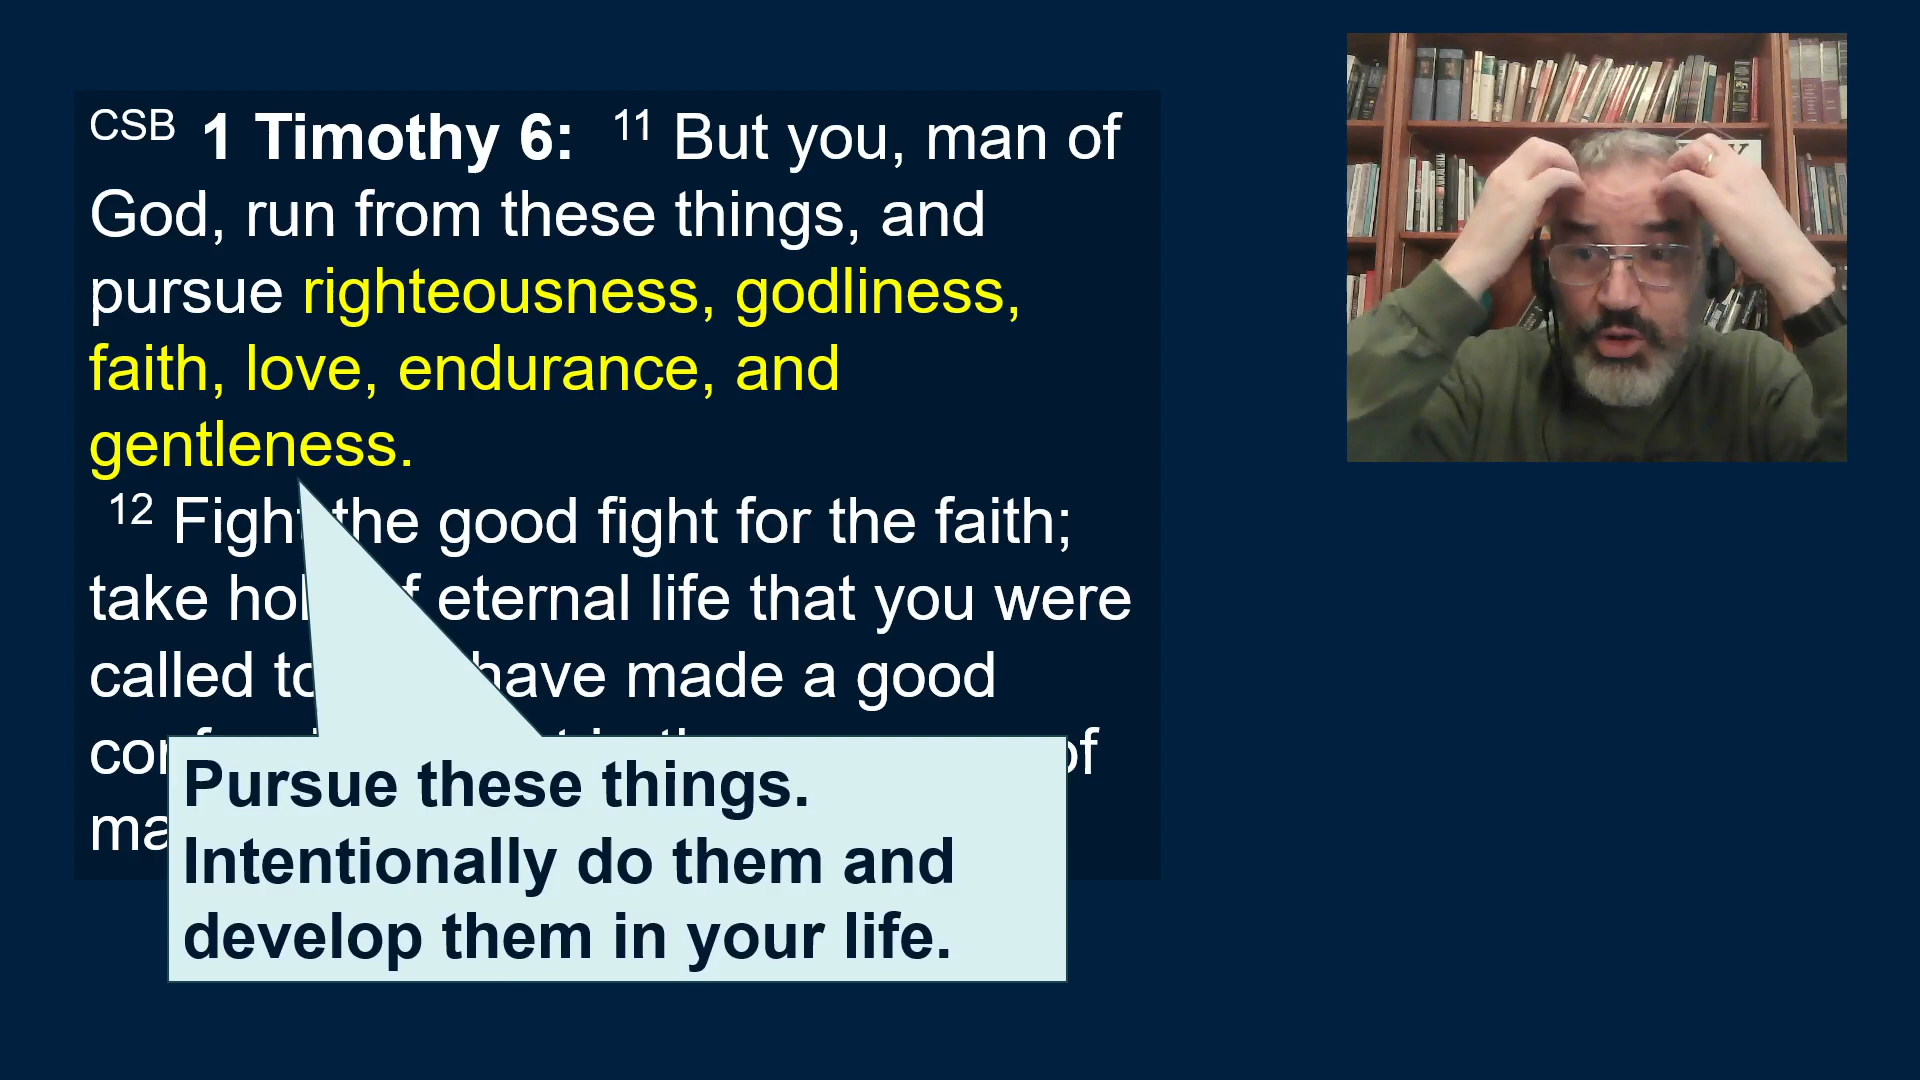 CSB 1 Timothy 6: 11 But you, man of
God, run from these things, and
pursue righteousness, godliness,
faith, love, endurance, and
gentleness.
12 Fight the good fight for the faith;
take eternal life that you were
called have made a good
of
Pursue these things.
Intentionally do them and
develop them in your life.